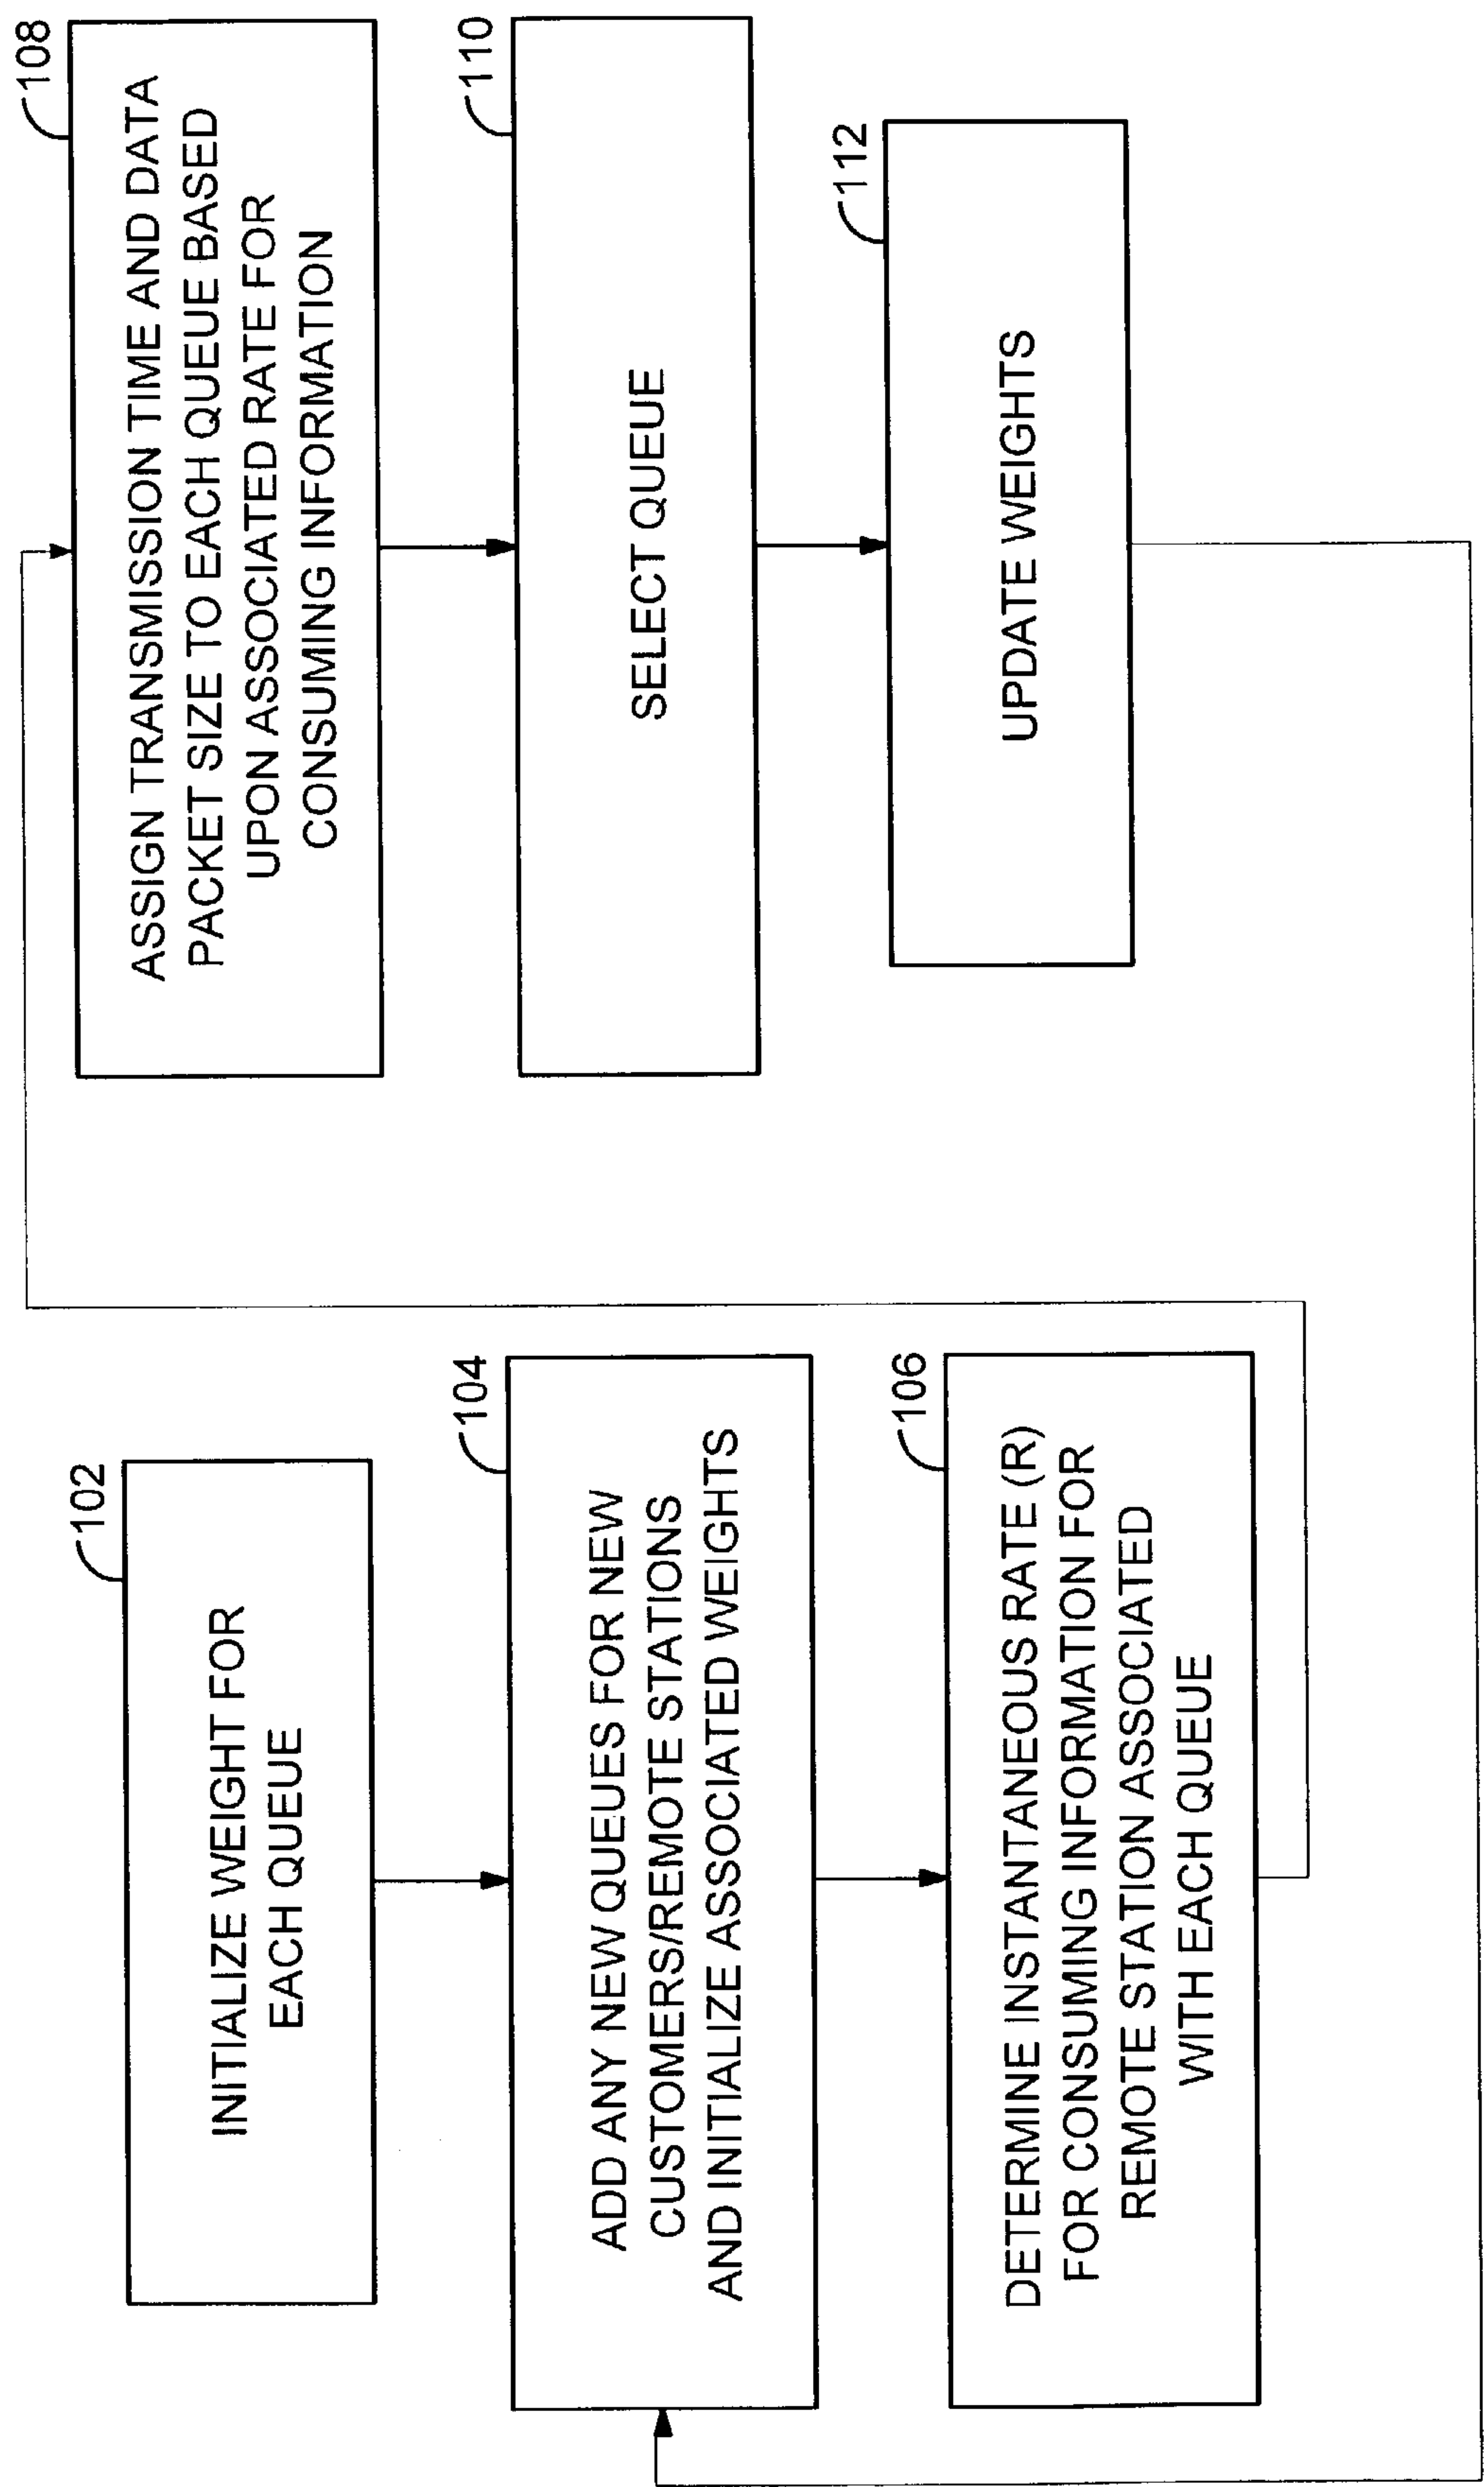 102
INITIALIZE WEIGHT FOR
EACH QUEUE
104
ADD ANY NEW QUEUES FOR NEW
CUSTOMERS/REMOTE STATIONS
AND INITIALIZE ASSOCIATED WEIGHTS
106
DETERMINE INSTANTANEOUS RATE (R)
FOR CONSUMING INFORMATION FOR
REMOTE STATION ASSOCIATED
WITH EACH QUEUE
108
ASSIGN TRANSMISSION TIME AND DATA
PACKET SIZE TO EACH QUEUE BASED
UPON ASSOCIATED RATE FOR
CONSUMING INFORMATION
110
SELECT QUEUE
112
UPDATE WEIGHTS